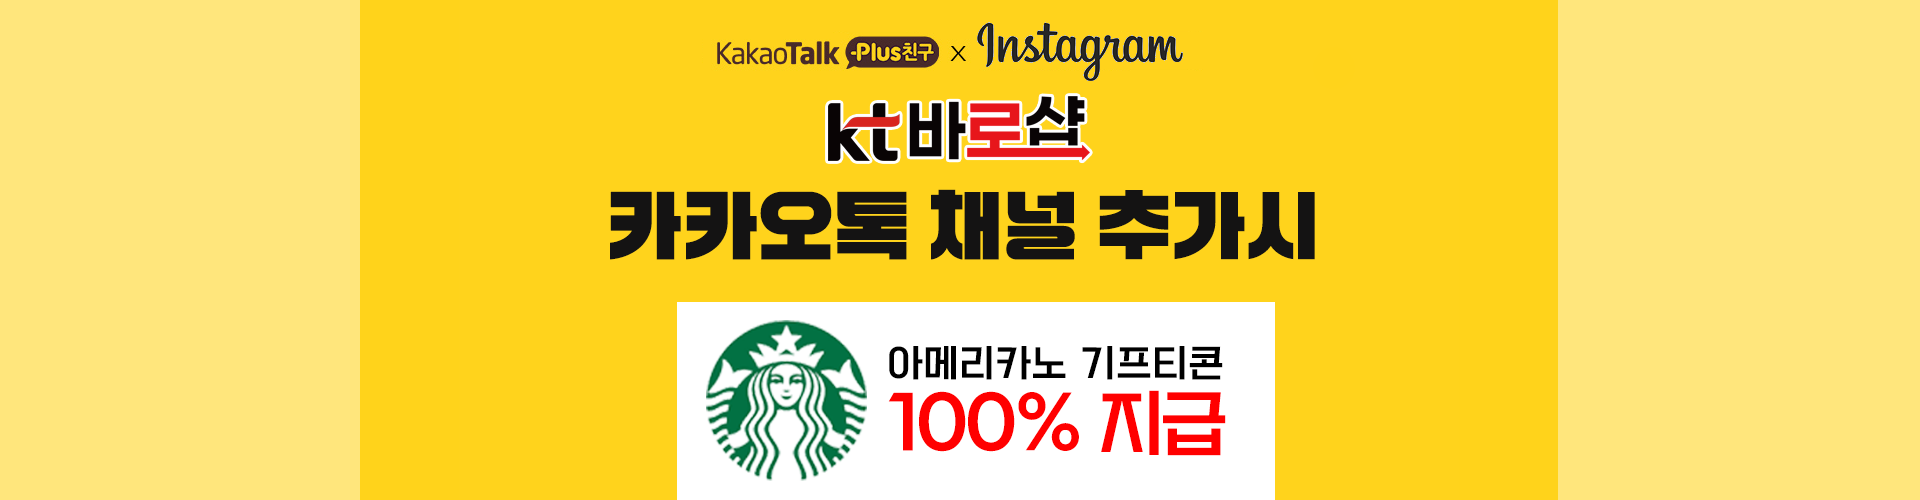 KakaoTalk Plus친구 x Instagram
kt 바로샵
카카오톡 채널 추가시
아메리카노 기프티콘
100% 지급